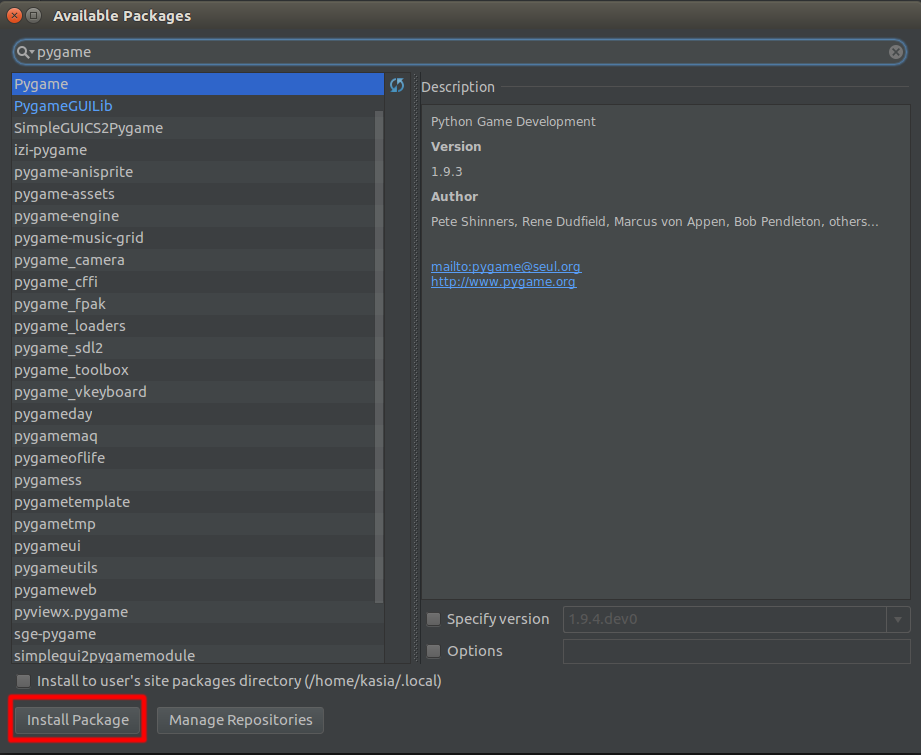 Available Packages
pygame
Pygame
PygameGUILib
SimpleGUICS2Pygame
izi-pygame
pygame-anisprite
pygame-assets
pygame-engine
pygame-music-grid
pygame_camera
pygame_cffi
pygame_fpak
pygame_loaders
pygame_sdl2
pygame_toolbox
pygame_vkeyboard
pygameday
pygamemaq
pygameoflife
pygamess
pygametemplate
pygametmp
pygameui
pygameutils
pygameweb
pyviewx.pygame
sge-pygame
simplegui2pygamemodule
Description
Python Game Development
Version
1.9.3
Author
Pete Shinners, Rene Dudfield, Marcus von Appen, Bob Pendleton, others...
mailto:pygame@seul.org
http://www.pygame.org
Specify version
1.9.4.dev0
Options
Install to user's site packages directory (/home/kasia/.local)
Install Package
Manage Repositories